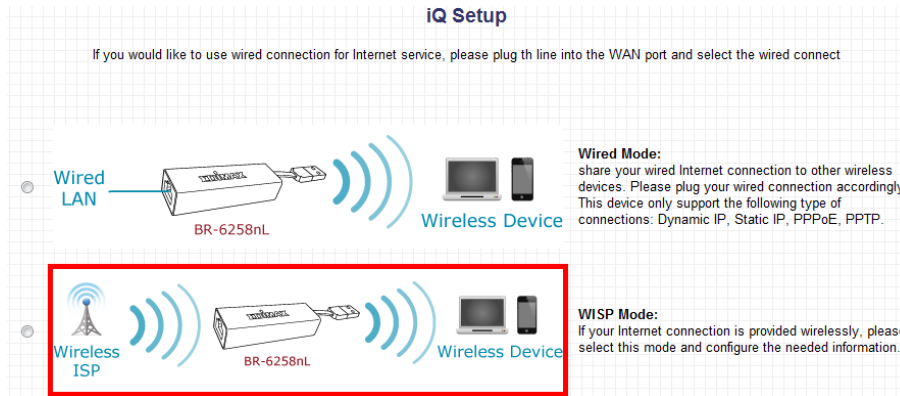 iQ Setup
If you would like to use wired connection for Internet service, please plug th line into the WAN port and select the wired connect
Wired
LAN
EDIMAX
BR-6258nL
Wireless Device
Wired Mode:
share your wired Internet connection to other wireless
devices. Please plug your wired connection accordingly
This device only support the following type of
connections: Dynamic IP, Static IP, PPPoE, PPTP.
Wireless
ISP
EDIMAX
BR-6258nL
Wireless Device
WISP Mode:
If your Internet connection is provided wirelessly, pleas
select this mode and configure the needed information.